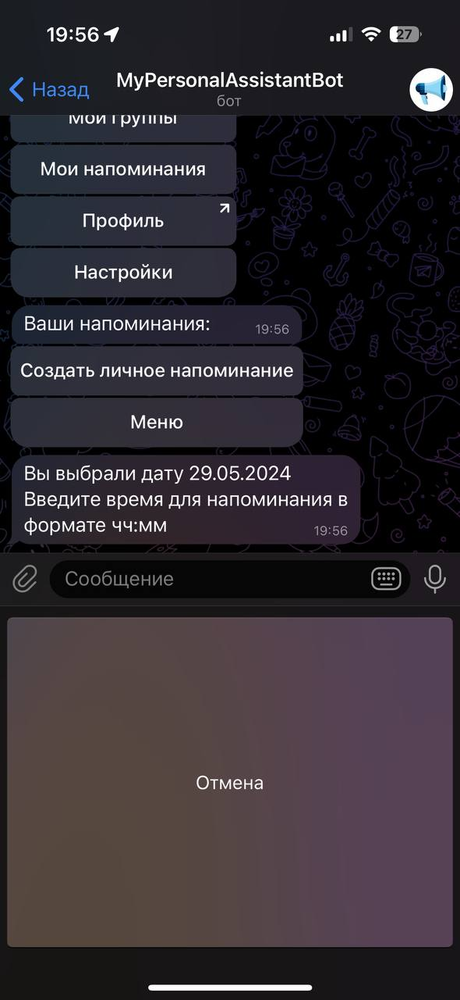 19:56
27
Назад
MyPersonalAssistantBot
бот
Мои группы
Мои напоминания
Профиль
Настройки
Ваши напоминания:
19:56
Создать личное напоминание
Меню
Вы выбрали дату 29.05.2024
Введите время для напоминания в
формате чч:мм
19:56
Сообщение
Отмена